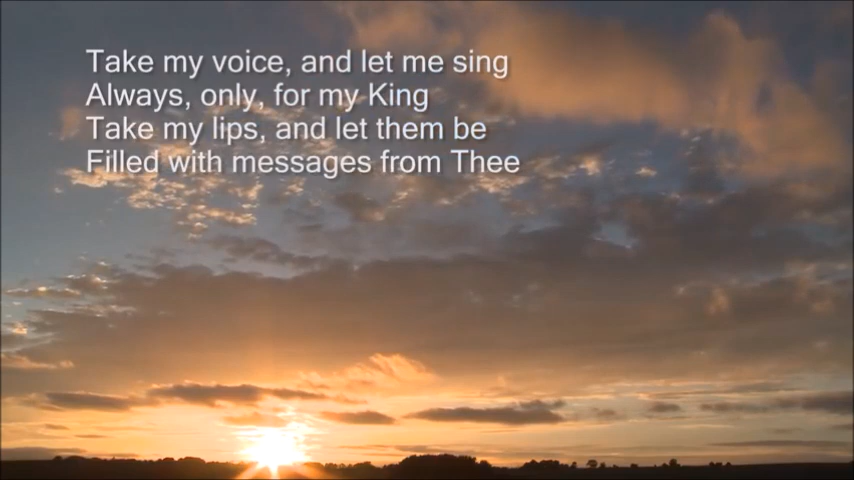 Take my voice, and let me sing
Always, only, for my King
Take my lips, and let them be
Filled with messages from Thee